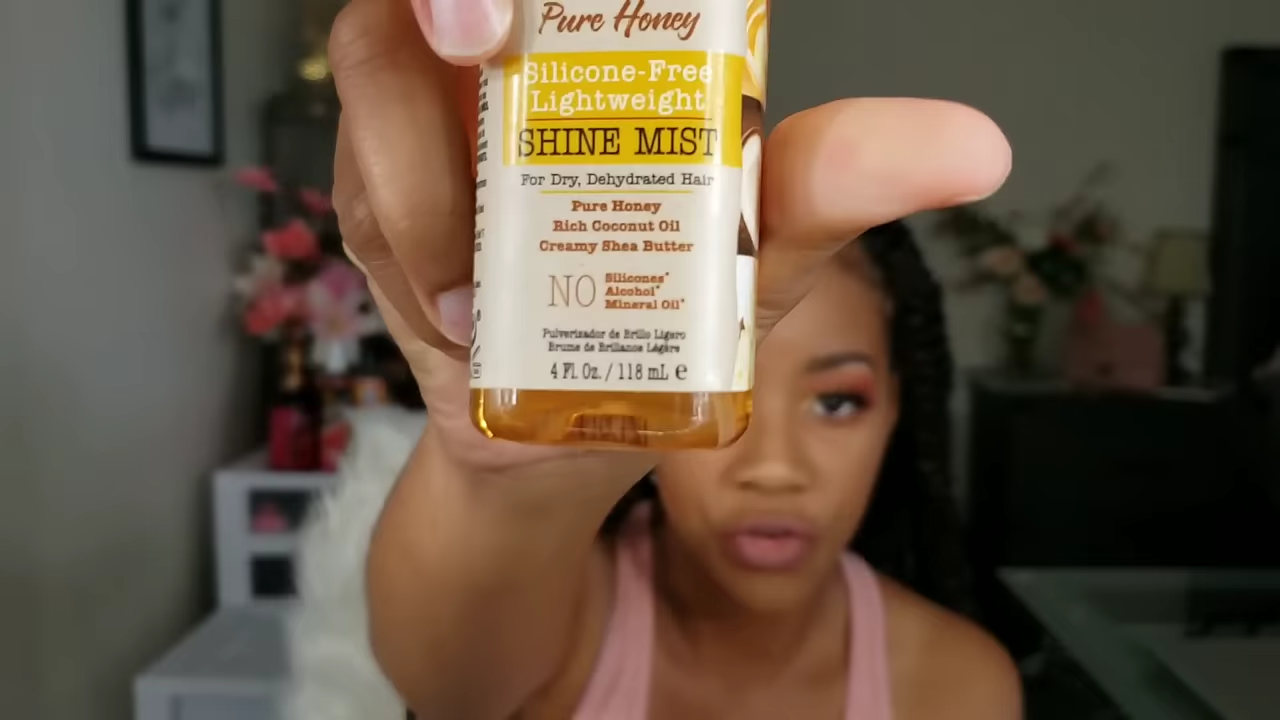 Pure Honey
Silicone-Free
Lightweight
SHINE MIST
For Dry, Dehydrated Hair
Pure Honey
Rich Coconut Oil
Creamy Shea Butter
NO
Silicones*
Alcohol*
Mineral Oil*
Pulverizador de Brillo Ligero
Brume de Brillance Légère
4 Fl. Oz. / 118 mL ℮